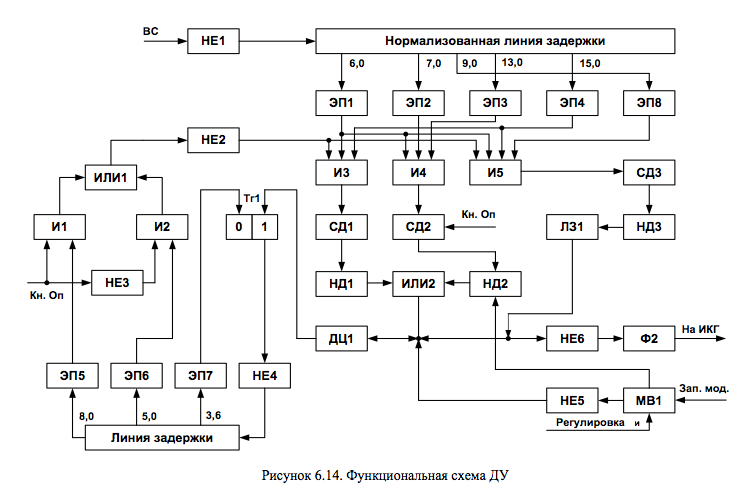 ВС
НЕ1
Нормализованная линия задержки
6,0
7,0
9,0
13,0
15,0
ЭП1
ЭП2
ЭП3
ЭП4
ЭП8
НЕ2
ИЛИ1
И3
И4
И5
СД3
Тг1
И1
И2
0
1
СД1
СД2
Кн. Оп
ЛЗ1
НД3
Кн. Оп
НЕ3
НД1
ИЛИ2
НД2
ДЦ1
НЕ6
Ф2
На ИКГ
ЭП5
ЭП6
ЭП7
НЕ4
НЕ5
МВ1
Зап. мод.
8,0
5,0
3,6
Регулировка и
Линия задержки
Рисунок 6.14. Функциональная схема ДУ